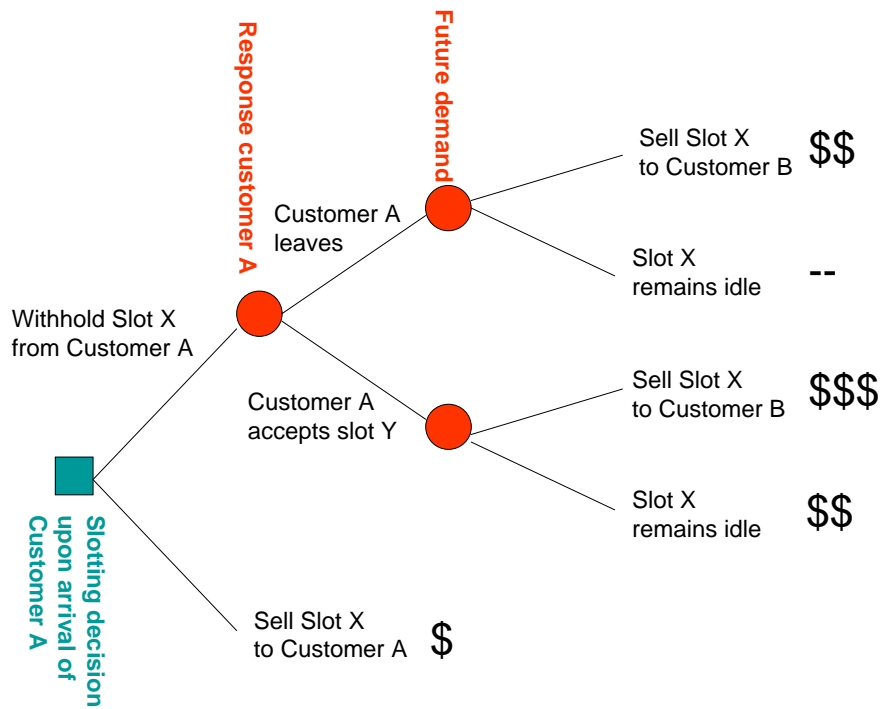 Response customer A
Future demand
Sell Slot X
to Customer B
$$
Customer A
leaves
Slot X
remains idle
--
Withhold Slot X
from Customer A
Sell Slot X
to Customer B
$$$
Customer A
accepts slot Y
Slot X
remains idle
$$
Slotting decision
upon arrival of
Customer A
Sell Slot X
to Customer A
$